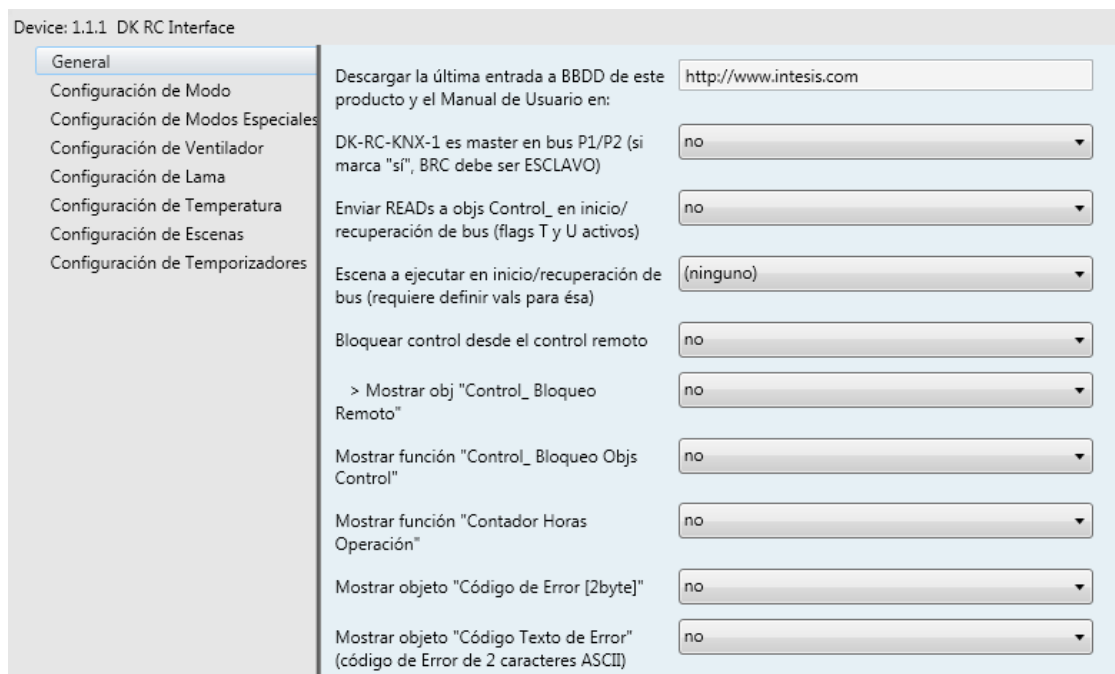 Device: 1.1.1 DK RC Interface
General
Configuración de Modo
Configuración de Modos Especiales
Configuración de Ventilador
Configuración de Lama
Configuración de Temperatura
Configuración de Escenas
Configuración de Temporizadores
Descargar la última entrada a BBDD de este
producto y el Manual de Usuario en:
http://www.intesis.com
DK-RC-KNX-1 es master en bus P1/P2 (si
marca "sí", BRC debe ser ESCLAVO)
no
Enviar READs a objs Control_ en inicio/
recuperación de bus (flags T y U activos)
no
Escena a ejecutar en inicio/recuperación de
bus (requiere definir vals para ésa)
(ninguno)
Bloquear control desde el control remoto
no
> Mostrar obj "Control_ Bloqueo
Remoto"
no
Mostrar función "Control_ Bloqueo Objs
Control"
no
Mostrar función "Contador Horas
Operación"
no
Mostrar objeto "Código de Error [2byte]"
no
Mostrar objeto "Código Texto de Error"
(código de Error de 2 caracteres ASCII)
no